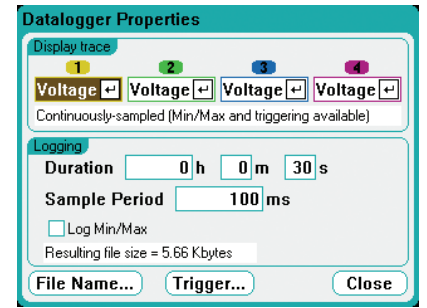 Datalogger Properties
Display trace
1 2 3 4
Voltage ↵ Voltage ↵ Voltage ↵ Voltage ↵
Continuously-sampled (Min/Max and triggering available)
Logging
Duration 0 h 0 m 30 s
Sample Period 100 ms
Log Min/Max
Resulting file size = 5.66 Kbytes
File Name... Trigger... Close